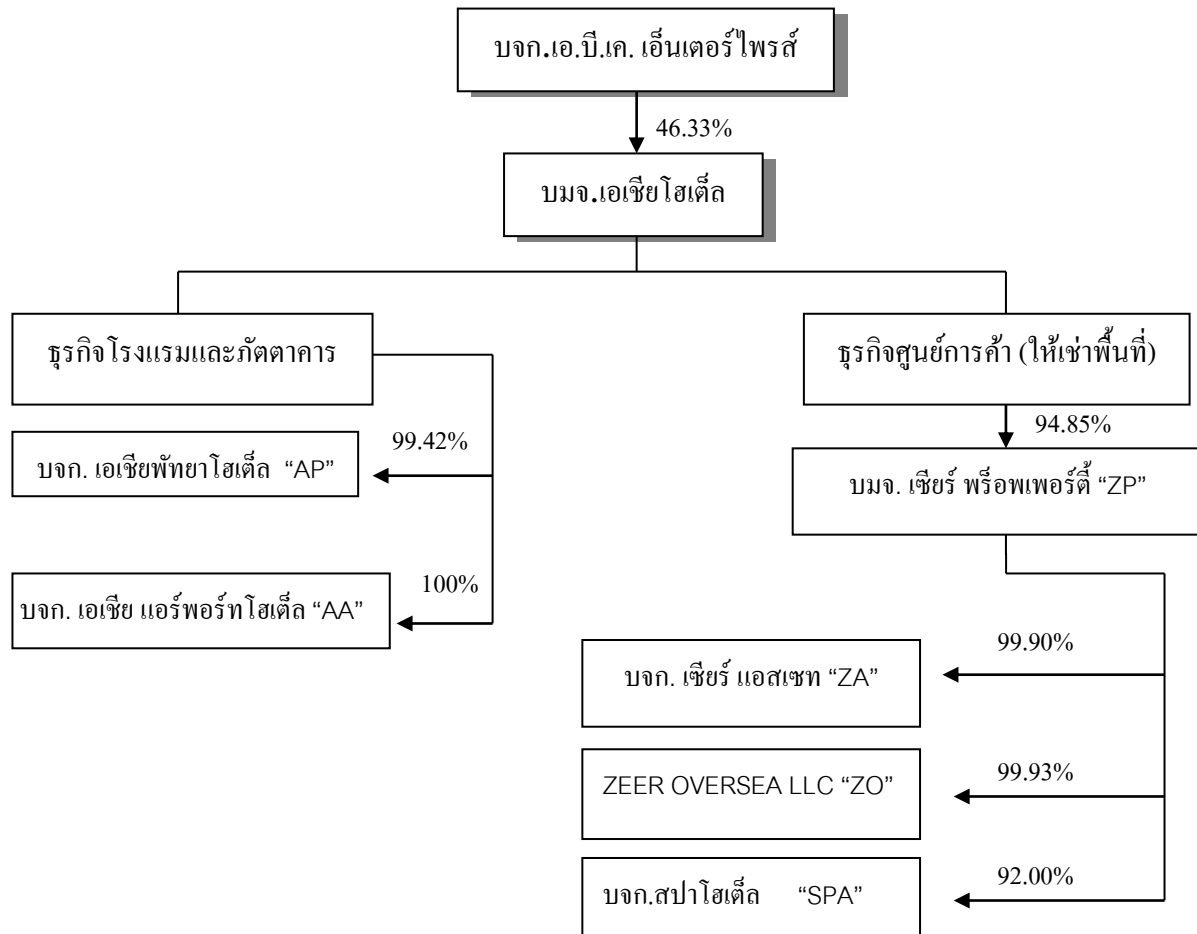 บจก.เอ.บี.เค. เอ็นเตอร์ไพรส์
46.33%
บมจ.เอเชียโฮเต็ล
ธุรกิจโรงแรมและภัตตาคาร
ธุรกิจศูนย์การค้า (ให้เช่าพื้นที่)
99.42%
94.85%
บจก. เอเชียพัทยาโฮเต็ล “AP”
บมจ. เซียร์ พร็อพเพอร์ตี้ “ZP”
100%
บจก. เอเชีย แอร์พอร์ทโฮเต็ล “AA”
99.90%
บจก. เซียร์ แอสเซท “ZA”
99.93%
ZEER OVERSEA LLC “ZO”
92.00%
บจก.สปาโฮเต็ล “SPA”